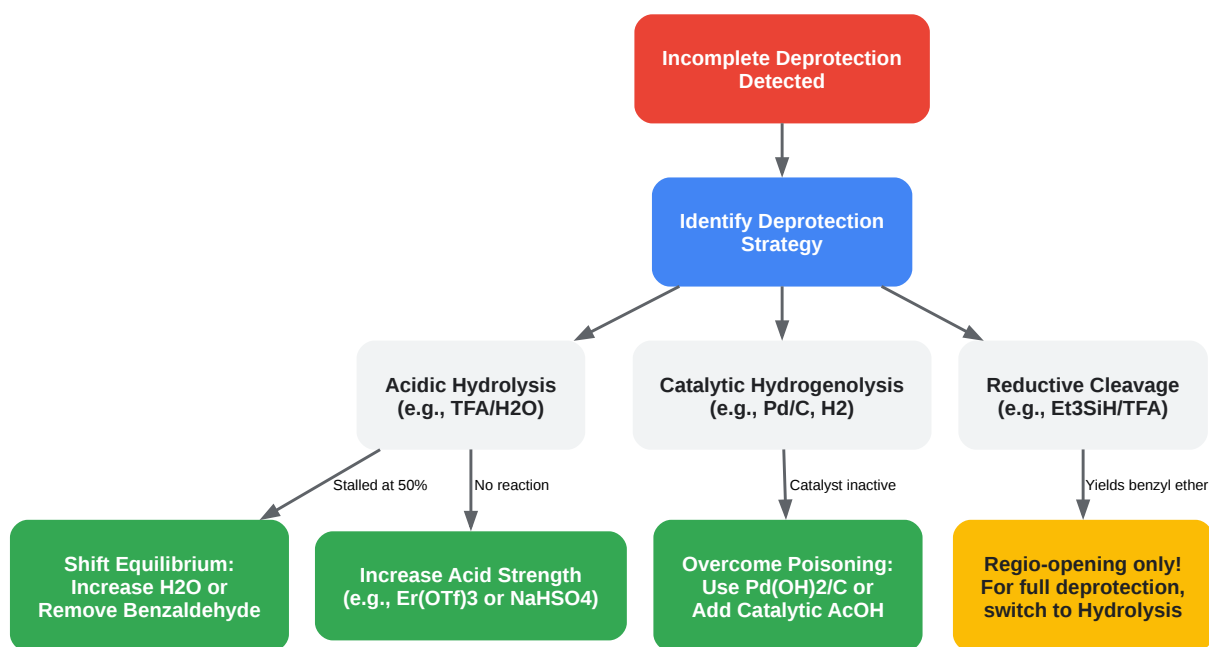 Incomplete Deprotection
Detected
Identify Deprotection
Strategy
Acidic Hydrolysis
(e.g., TFA/H2O)
Catalytic Hydrogenolysis
(e.g., Pd/C, H2)
Reductive Cleavage
(e.g., Et3SiH/TFA)
Stalled at 50%
No reaction
Catalyst inactive
Yields benzyl ether
Shift Equilibrium:
Increase H2O or
Remove Benzaldehyde
Increase Acid Strength
(e.g., Er(OTf)3 or NaHSO4)
Overcome Poisoning:
Use Pd(OH)2/C or
Add Catalytic AcOH
Regio-opening only!
For full deprotection,
switch to Hydrolysis